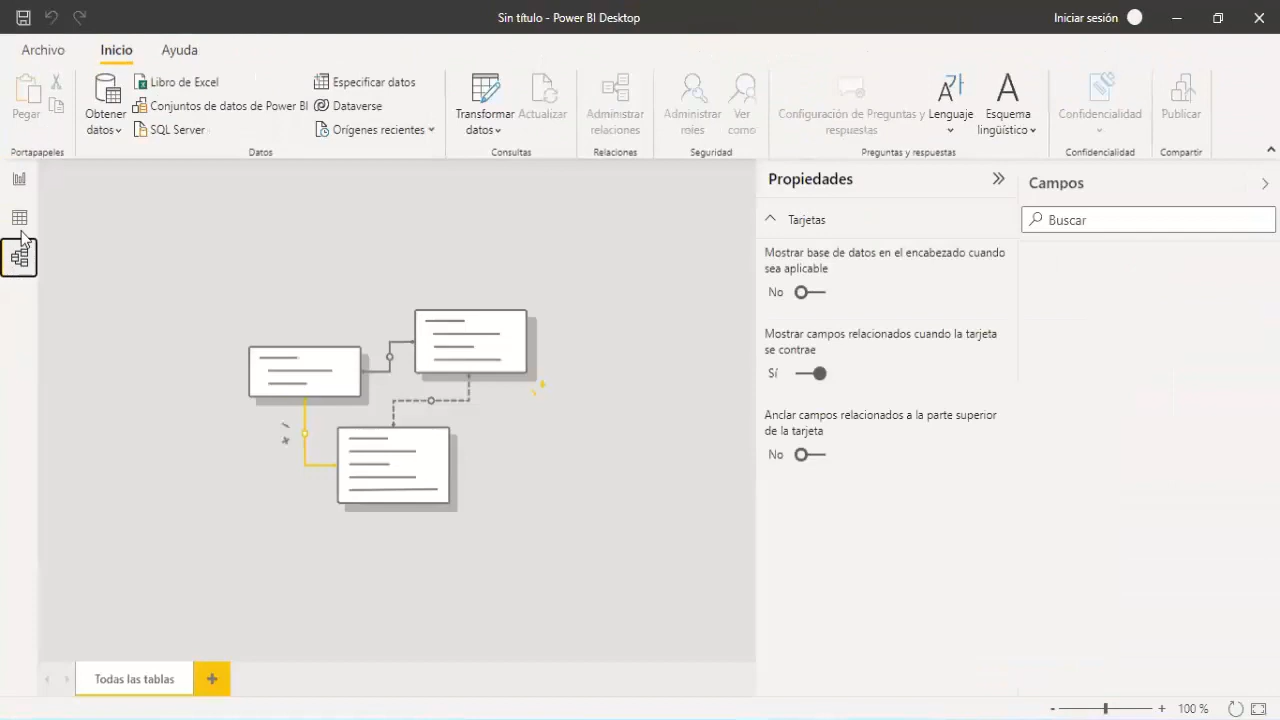 Sin título - Power BI Desktop
Iniciar sesión
Archivo
Inicio
Ayuda
Pegar
Portapapeles
Obtener datos
Libro de Excel
Conjuntos de datos de Power BI
SQL Server
Especificar datos
Dataverse
Orígenes recientes
Datos
Transformar datos
Actualizar
Consultas
Administrar relaciones
Relaciones
Administrar roles
Ver como
Seguridad
Configuración de Preguntas y respuestas
Lenguaje
Esquema lingüístico
Preguntas y respuestas
Confidencialidad
Confidencialidad
Publicar
Compartir
Propiedades
Tarjetas
Mostrar base de datos en el encabezado cuando
sea aplicable
No
Mostrar campos relacionados cuando la tarjeta
se contrae
Sí
Anclar campos relacionados a la parte superior
de la tarjeta
No
Campos
Buscar
Todas las tablas
100 %